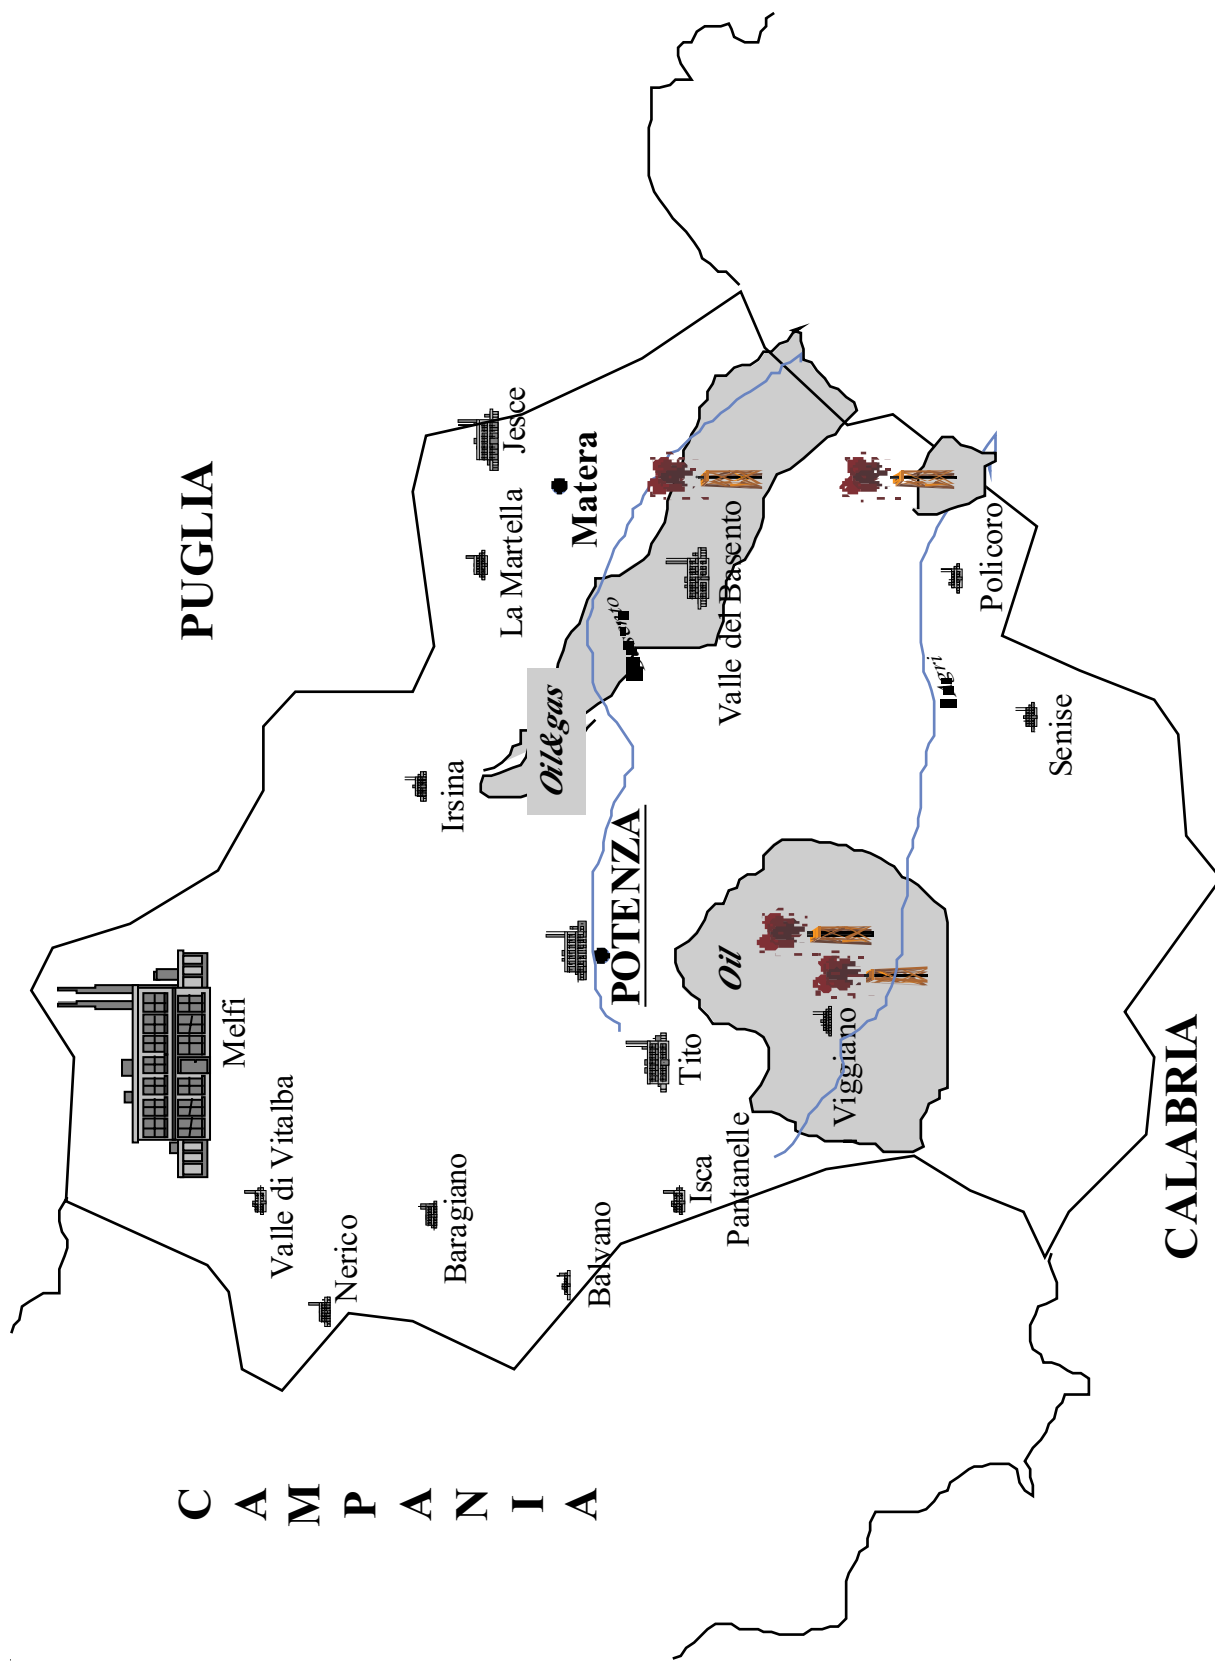 PUGLIA
C
A
M
P
A
N
I
A
Melfi
Valle di Vitalba
Nerico
Jesce
La Martella
Irsina
Baragiano
Matera
Oil&gas
POTENZA
Balvano
Valle del Basento
Tito
Isca
Pantanelle
Oil
Viggiano
Policoro
Agri
Senise
CALABRIA